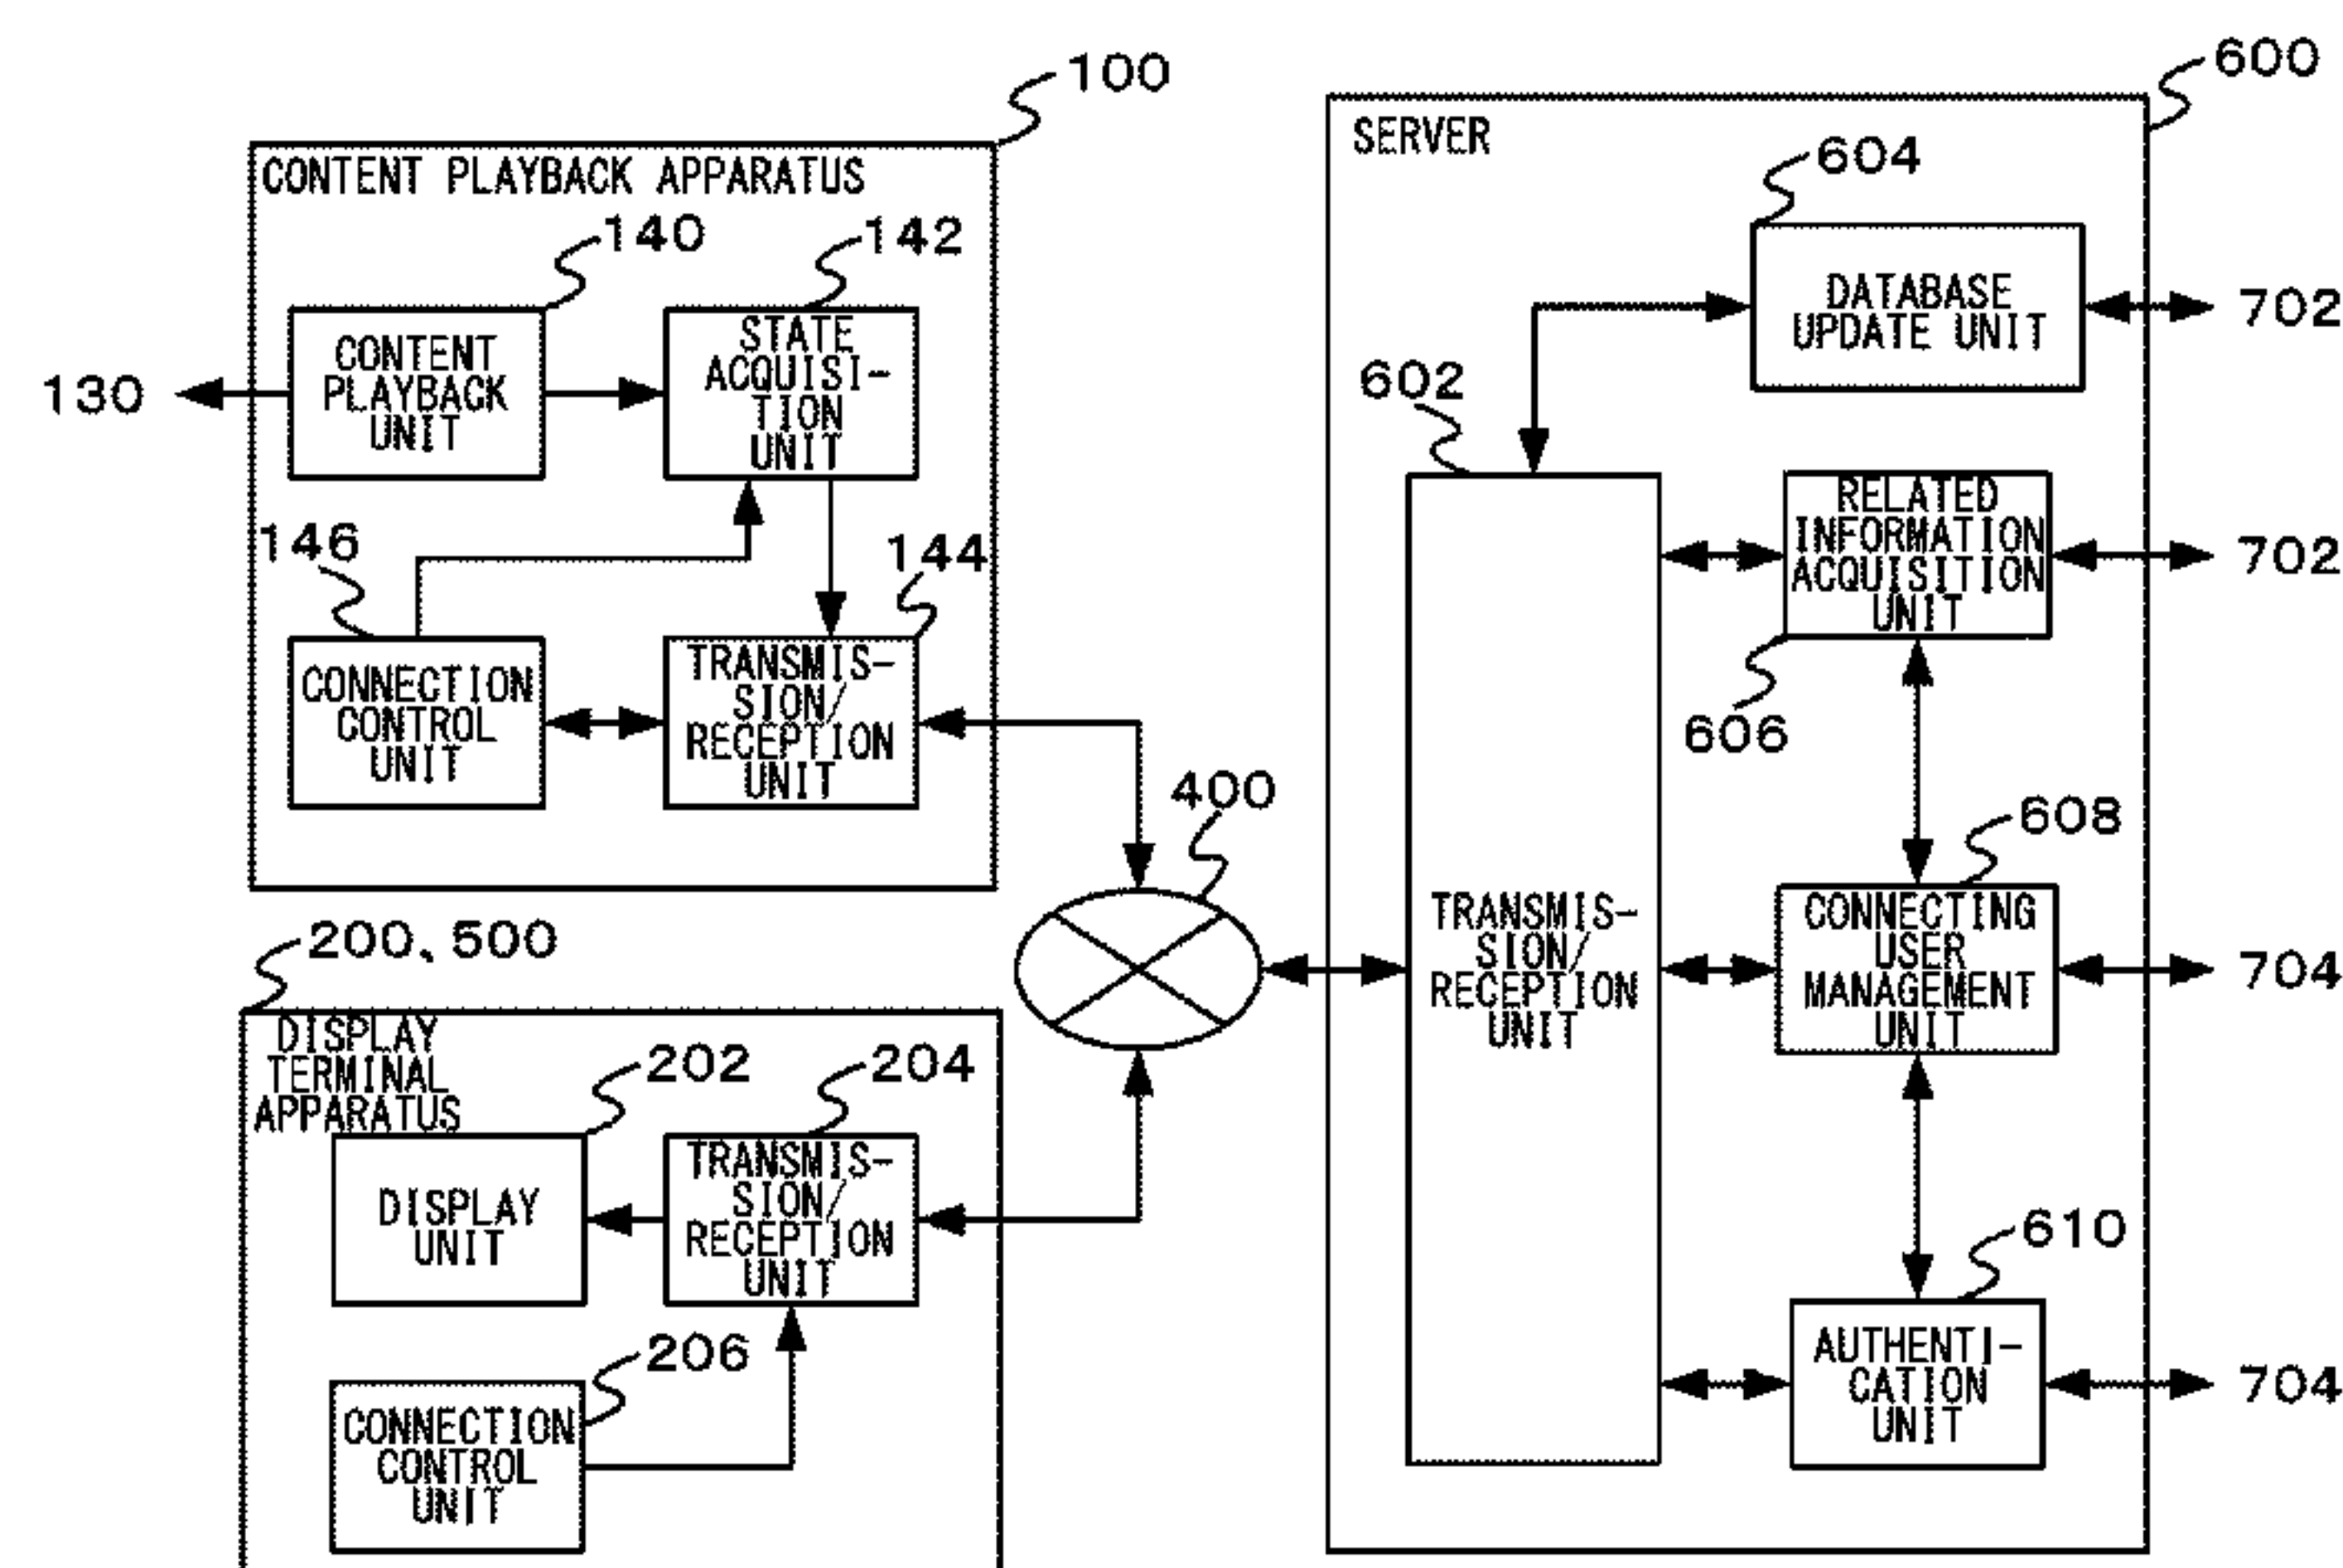 100
CONTENT PLAYBACK APPARATUS
140
142
130
CONTENT
PLAYBACK
UNIT
STATE
ACQUISI-
TION
UNIT
146
144
CONNECTION
CONTROL
UNIT
TRANSMIS-
SION/
RECEPTION
UNIT
400
200, 500
DISPLAY
TERMINAL
APPARATUS
202
204
DISPLAY
UNIT
TRANSMIS-
SION/
RECEPTION
UNIT
206
CONNECTION
CONTROL
UNIT
600
SERVER
604
DATABASE
UPDATE UNIT
702
602
TRANSMIS-
SION/
RECEPTION
UNIT
RELATED
INFORMATION
ACQUISITION
UNIT
702
606
608
CONNECTING
USER
MANAGEMENT
UNIT
704
610
AUTHENTI-
CATION
UNIT
704